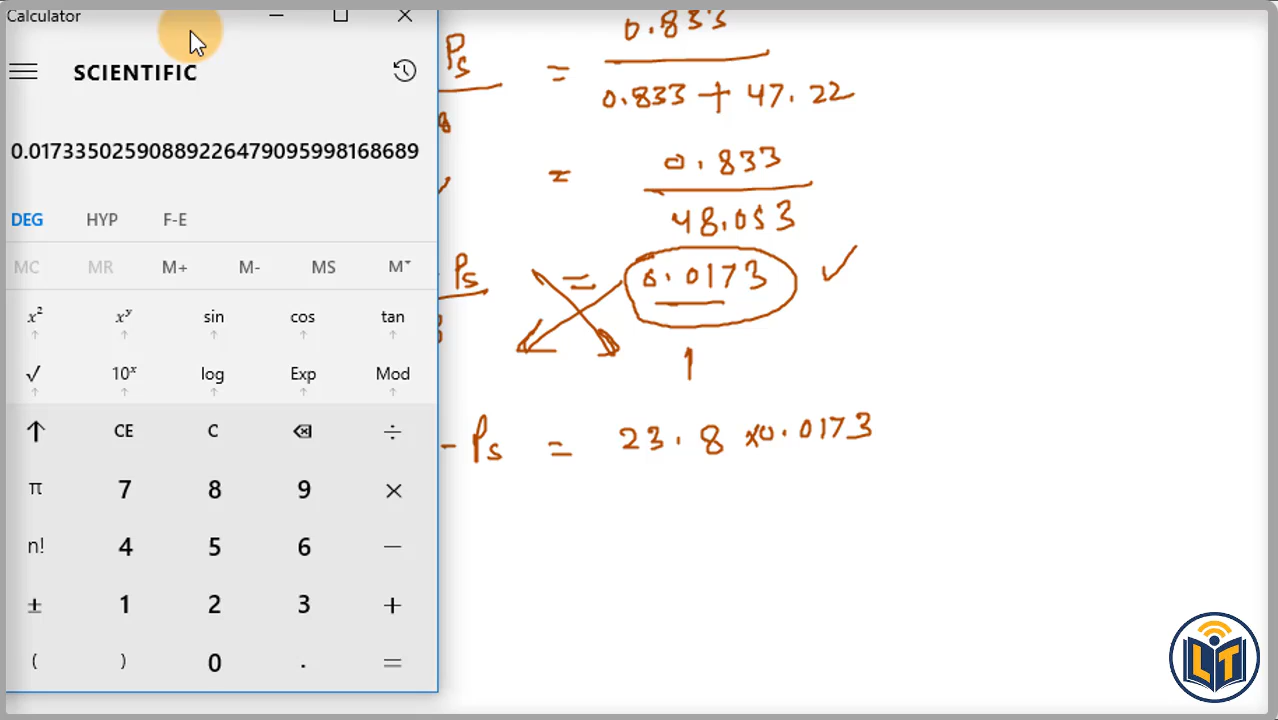 Calculator
SCIENTIFIC
0.01733502590889226479095998168689
DEG HYP F-E
MC MR M+ M- MS M˅
x² xʸ sin cos tan
√ 10ˣ log Exp Mod
↑ CE C ⌫ ÷
π 7 8 9 ×
n! 4 5 6 −
± 1 2 3 +
( ) 0 . =
Ps = 0.833
0.833 + 47.22
= 0.833
48.053
Ps = 0.0173 ✓
1
- Ps = 23.8 x0.0173
LT